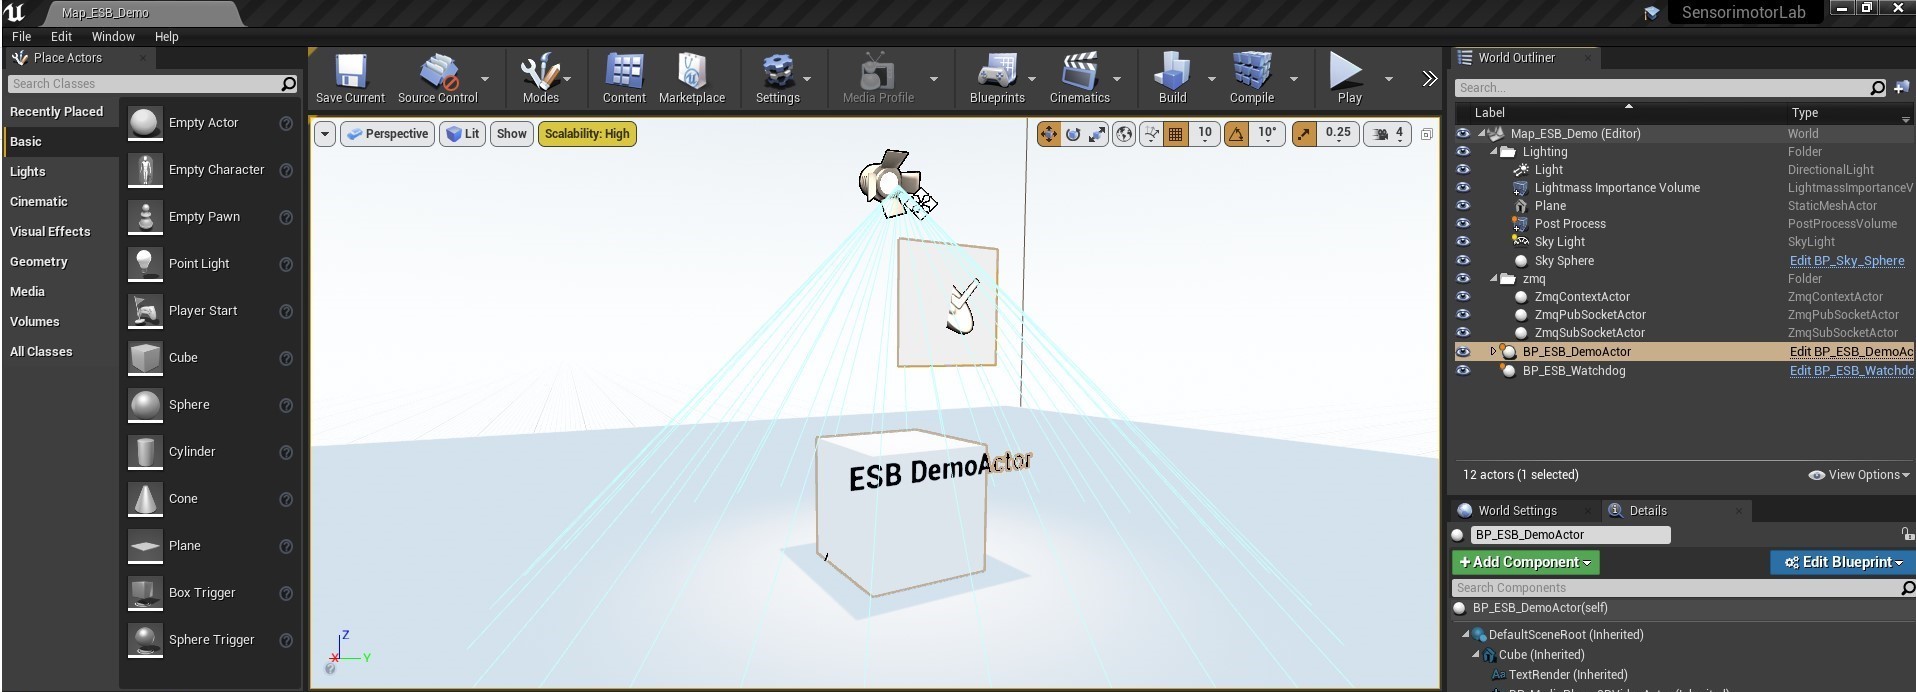 Map_ESB_Demo
SensorimotorLab
File Edit Window Help
Place Actors
Search Classes
Recently Placed
Basic
Lights
Cinematic
Visual Effects
Geometry
Media
Volumes
All Classes
Empty Actor
Empty Character
Empty Pawn
Point Light
Player Start
Cube
Sphere
Cylinder
Cone
Plane
Box Trigger
Sphere Trigger
Save Current Source Control Modes Content Marketplace Settings Media Profile Blueprints Cinematics Build Compile Play
Perspective Lit Show Scalability: High 10 10° 0.25 4
ESB DemoActor
Z
X Y
World Outliner
Search...
Label Type
Map_ESB_Demo (Editor) World
Lighting Folder
Light DirectionalLight
Lightmass Importance Volume LightmassImportanceV
Plane StaticMeshActor
Post Process PostProcessVolume
Sky Light SkyLight
Sky Sphere Edit BP_Sky_Sphere
zmq Folder
ZmqContextActor ZmqContextActor
ZmqPubSocketActor ZmqPubSocketActor
ZmqSubSocketActor ZmqSubSocketActor
BP_ESB_DemoActor Edit BP_ESB_DemoAc
BP_ESB_Watchdog Edit BP_ESB_Watchdo
12 actors (1 selected) View Options
World Settings Details
BP_ESB_DemoActor
+Add Component Edit Blueprint
Search Components
BP_ESB_DemoActor(self)
DefaultSceneRoot (Inherited)
Cube (Inherited)
TextRender (Inherited)